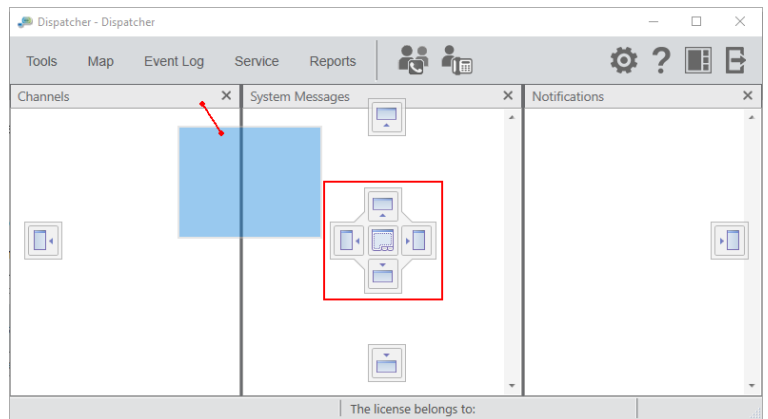 Dispatcher - Dispatcher
Tools Map Event Log Service Reports
Channels System Messages Notifications
The license belongs to: